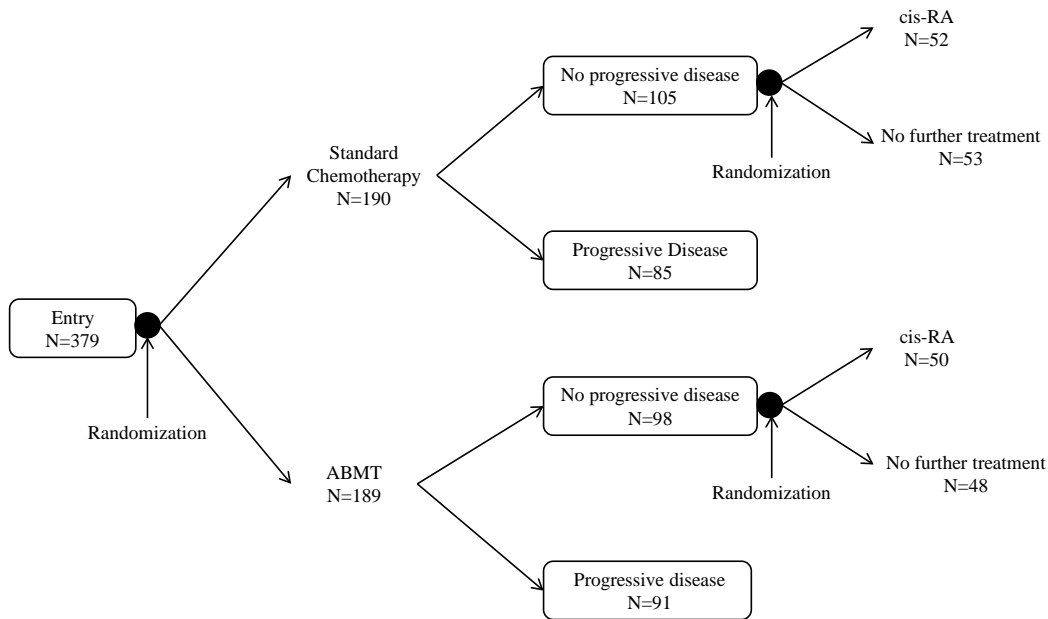 cis-RA
N=52
No progressive disease
N=105
No further treatment
N=53
Randomization
Standard
Chemotherapy
N=190
Progressive Disease
N=85
Entry
N=379
Randomization
cis-RA
N=50
No progressive disease
N=98
No further treatment
N=48
Randomization
ABMT
N=189
Progressive disease
N=91